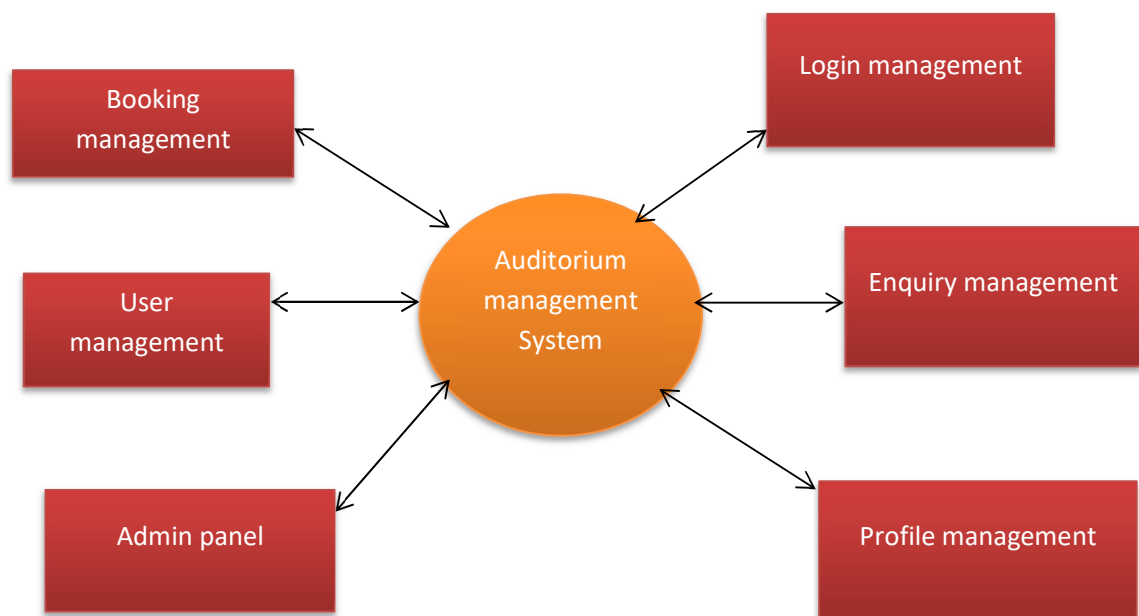 Login management
Booking
management
Auditorium
management
System
Enquiry management
User
management
Admin panel
Profile management